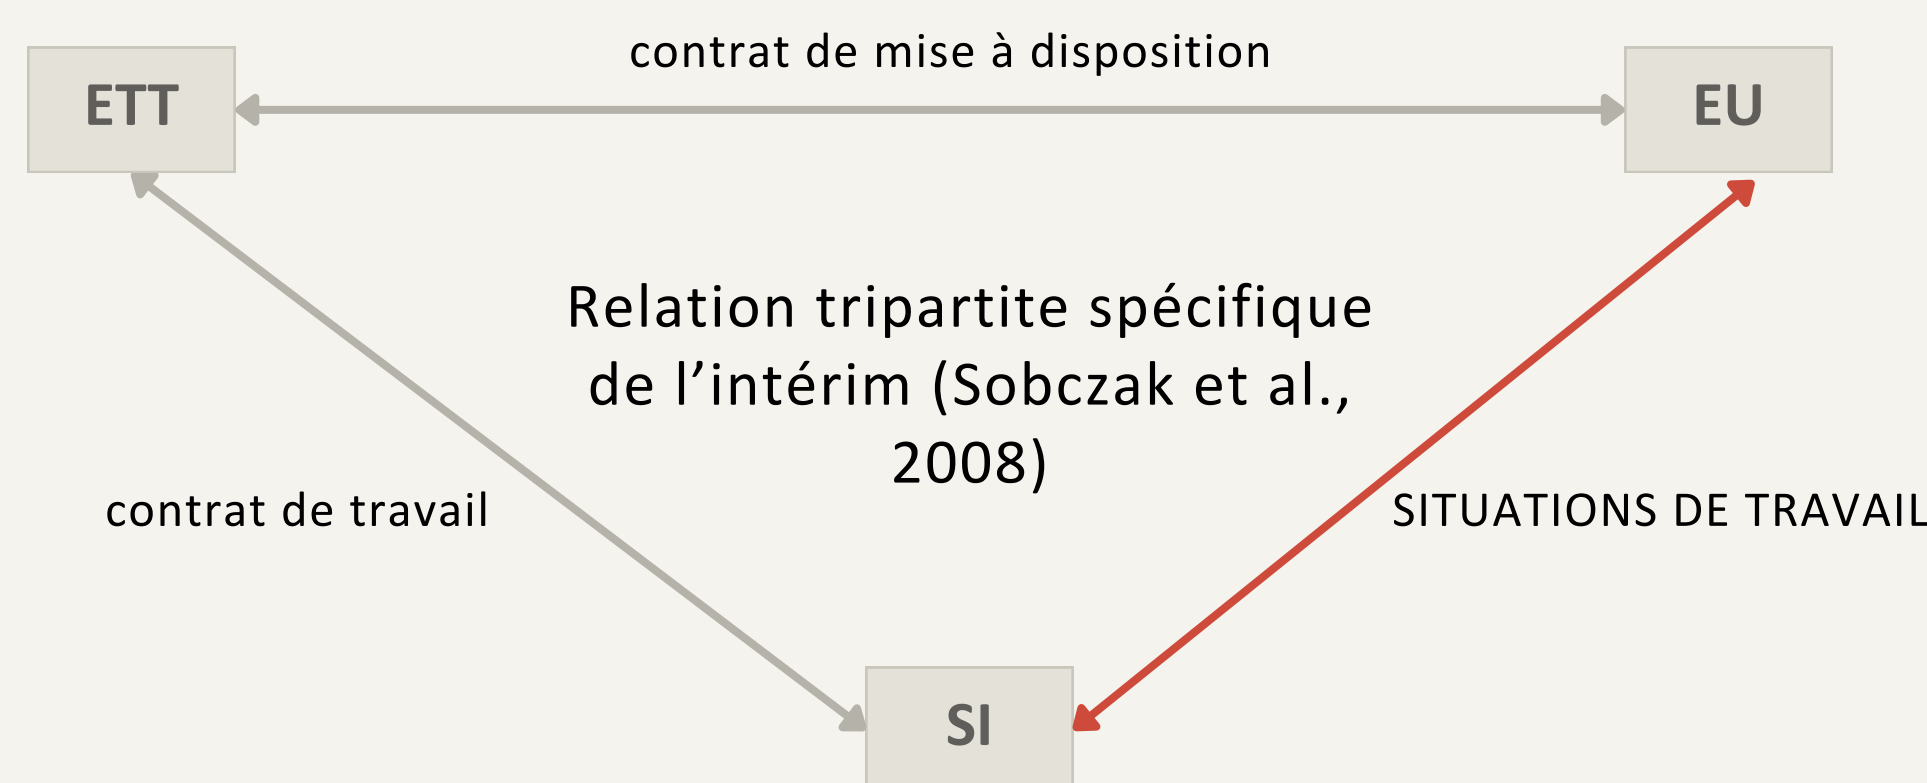 contrat de mise à disposition
ETT
EU
Relation tripartite spécifique
de l’intérim (Sobczak et al.,
2008)
contrat de travail
SITUATIONS DE TRAVAIL
SI